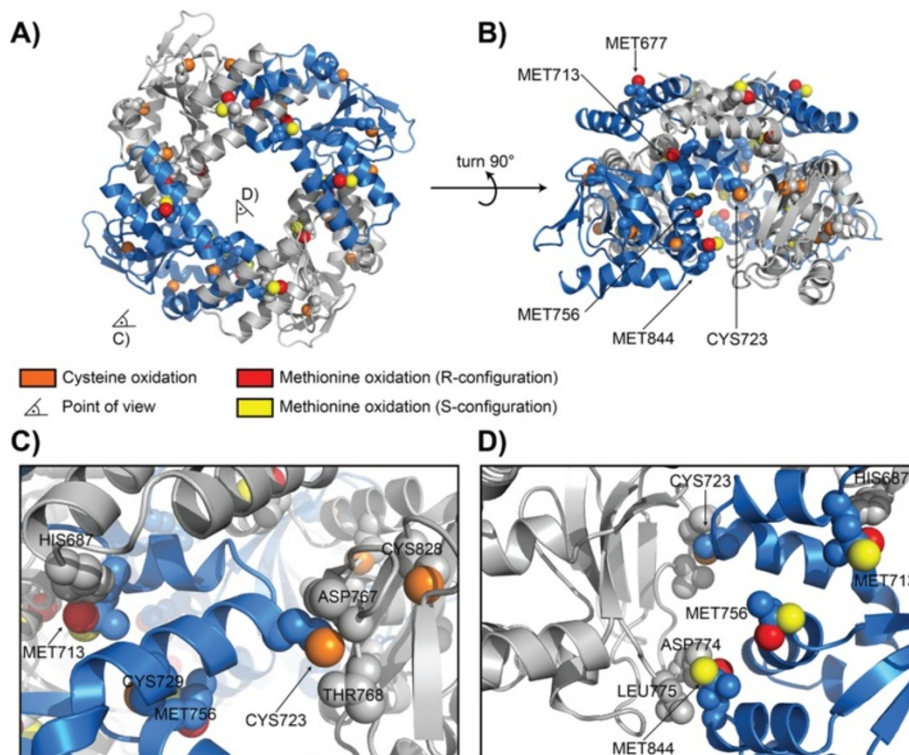 A)
B)
MET677
MET713
turn 90°
D)
C)
MET756
MET844
CYS723
Cysteine oxidation
Methionine oxidation (R-configuration)
Point of view
Methionine oxidation (S-configuration)
C)
D)
HIS687
CYS828
ASP767
MET713
CYS729
MET756
CYS723
THR768
CYS723
HIS687
MET713
MET756
ASP774
LEU775
MET844